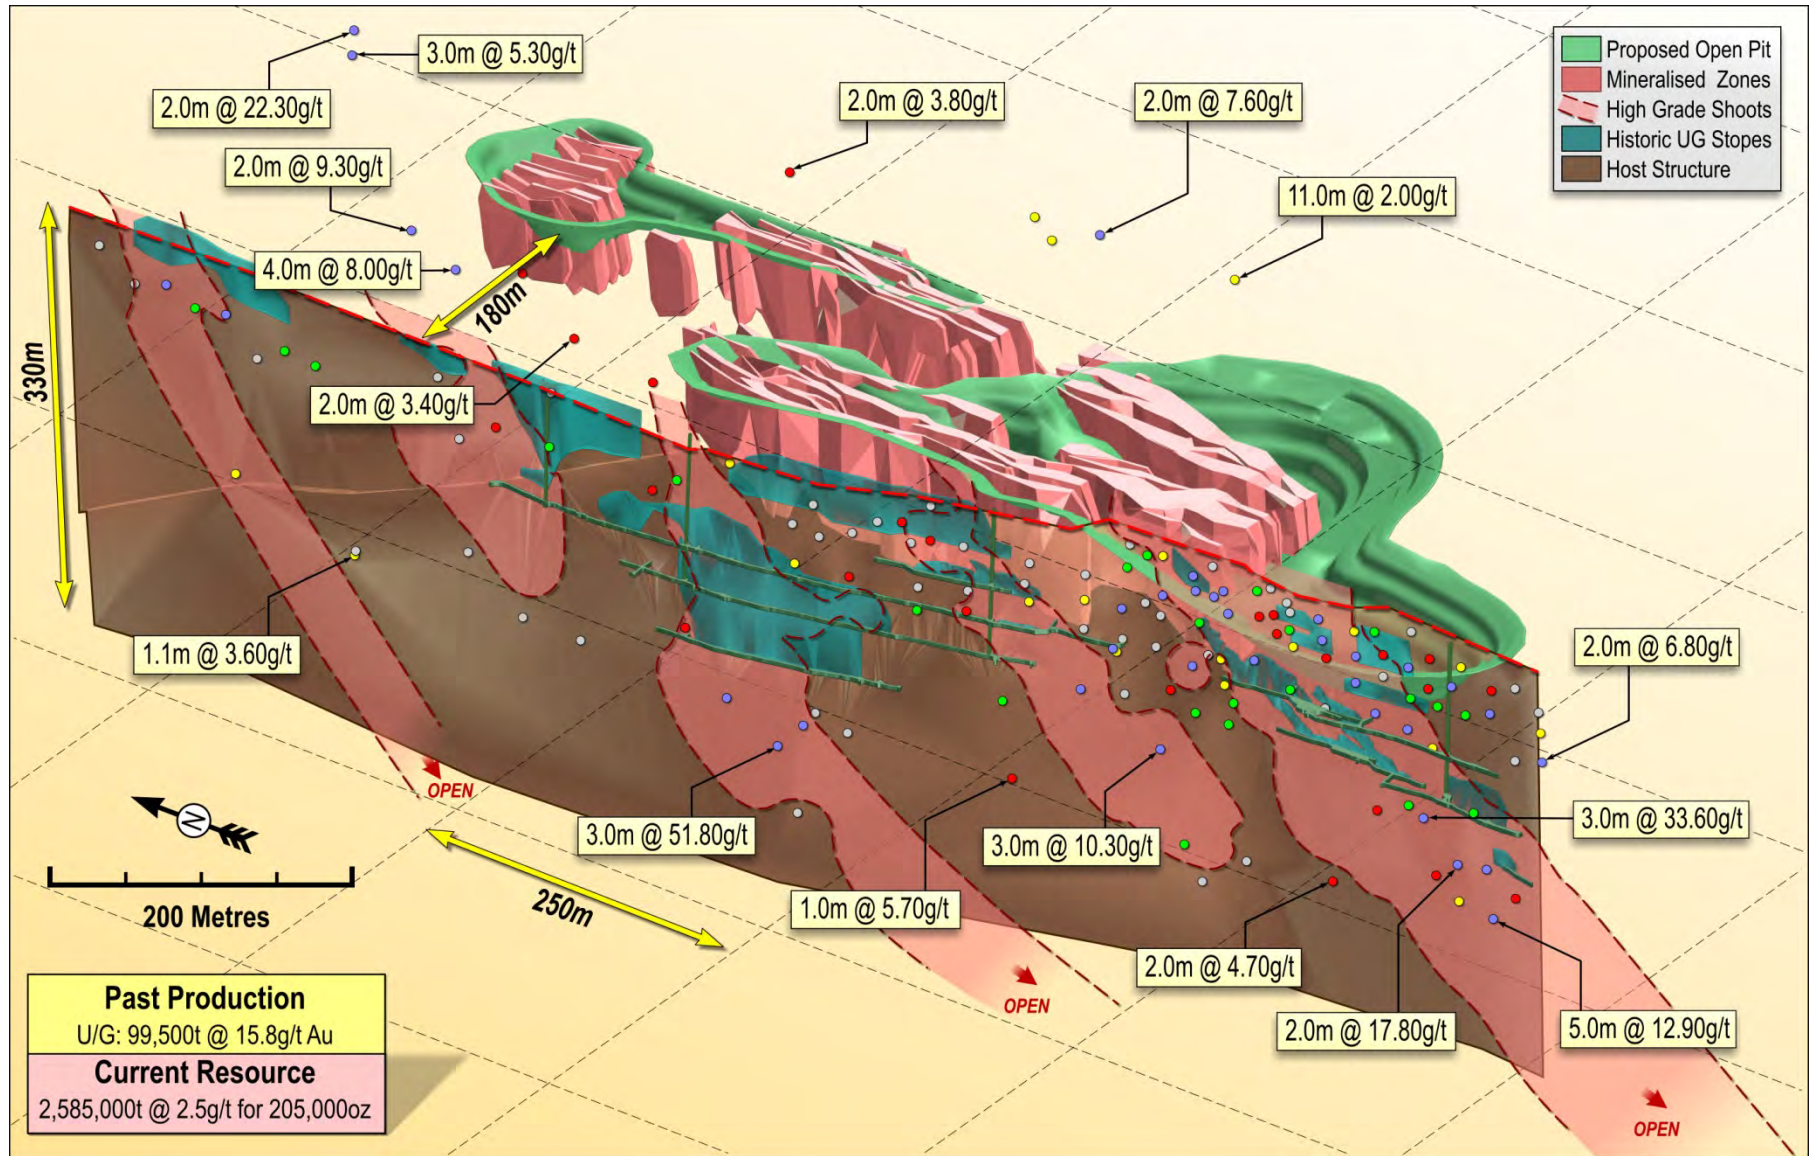 3.0m @ 5.30g/t
2.0m @ 22.30g/t
2.0m @ 3.80g/t
2.0m @ 7.60g/t
Proposed Open Pit
Mineralised Zones
High Grade Shoots
Historic UG Stopes
Host Structure
2.0m @ 9.30g/t
11.0m @ 2.00g/t
4.0m @ 8.00g/t
180m
330m
2.0m @ 3.40g/t
1.1m @ 3.60g/t
2.0m @ 6.80g/t
OPEN
N
3.0m @ 51.80g/t
3.0m @ 10.30g/t
3.0m @ 33.60g/t
200 Metres
250m
1.0m @ 5.70g/t
2.0m @ 4.70g/t
OPEN
2.0m @ 17.80g/t
5.0m @ 12.90g/t
OPEN
Past Production
U/G: 99,500t @ 15.8g/t Au
Current Resource
2,585,000t @ 2.5g/t for 205,000oz